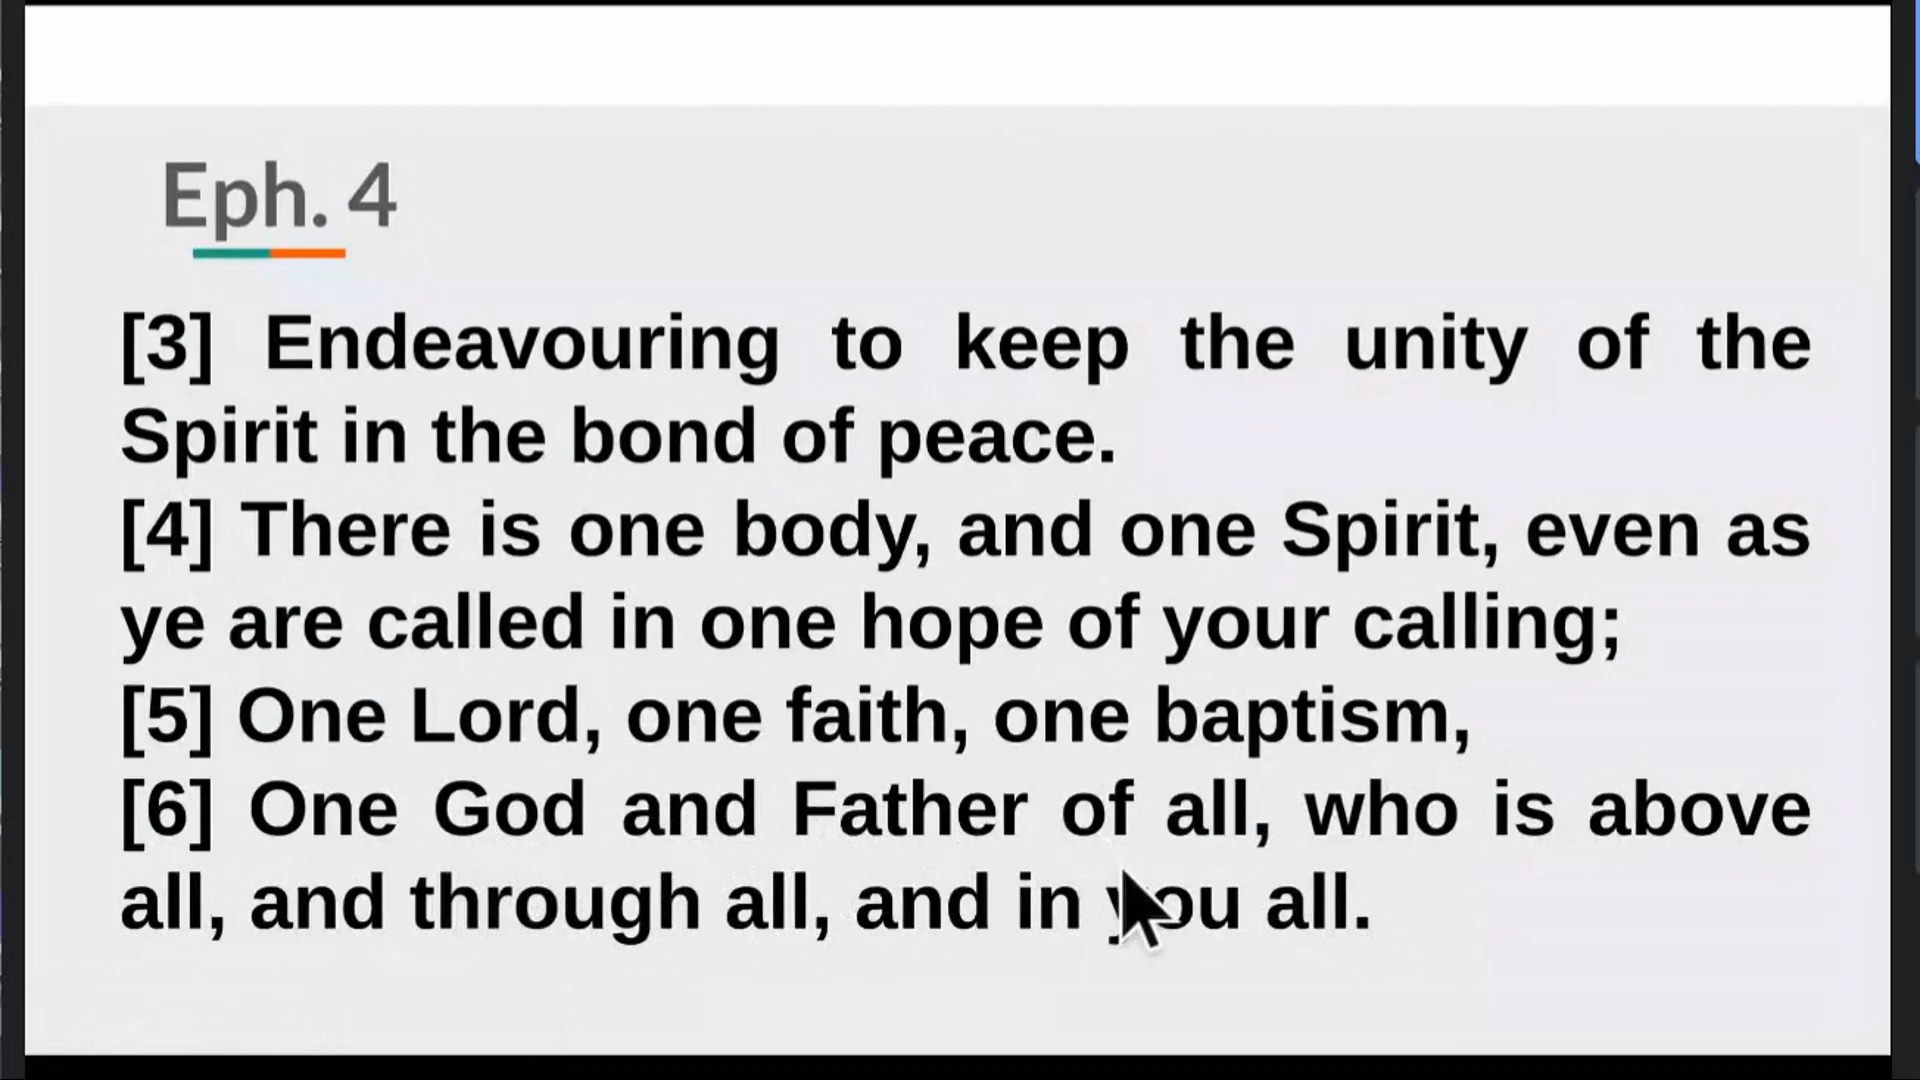 Eph. 4
[3] Endeavouring to keep the unity of the
Spirit in the bond of peace.
[4] There is one body, and one Spirit, even as
ye are called in one hope of your calling;
[5] One Lord, one faith, one baptism,
[6] One God and Father of all, who is above
all, and through all, and in you all.